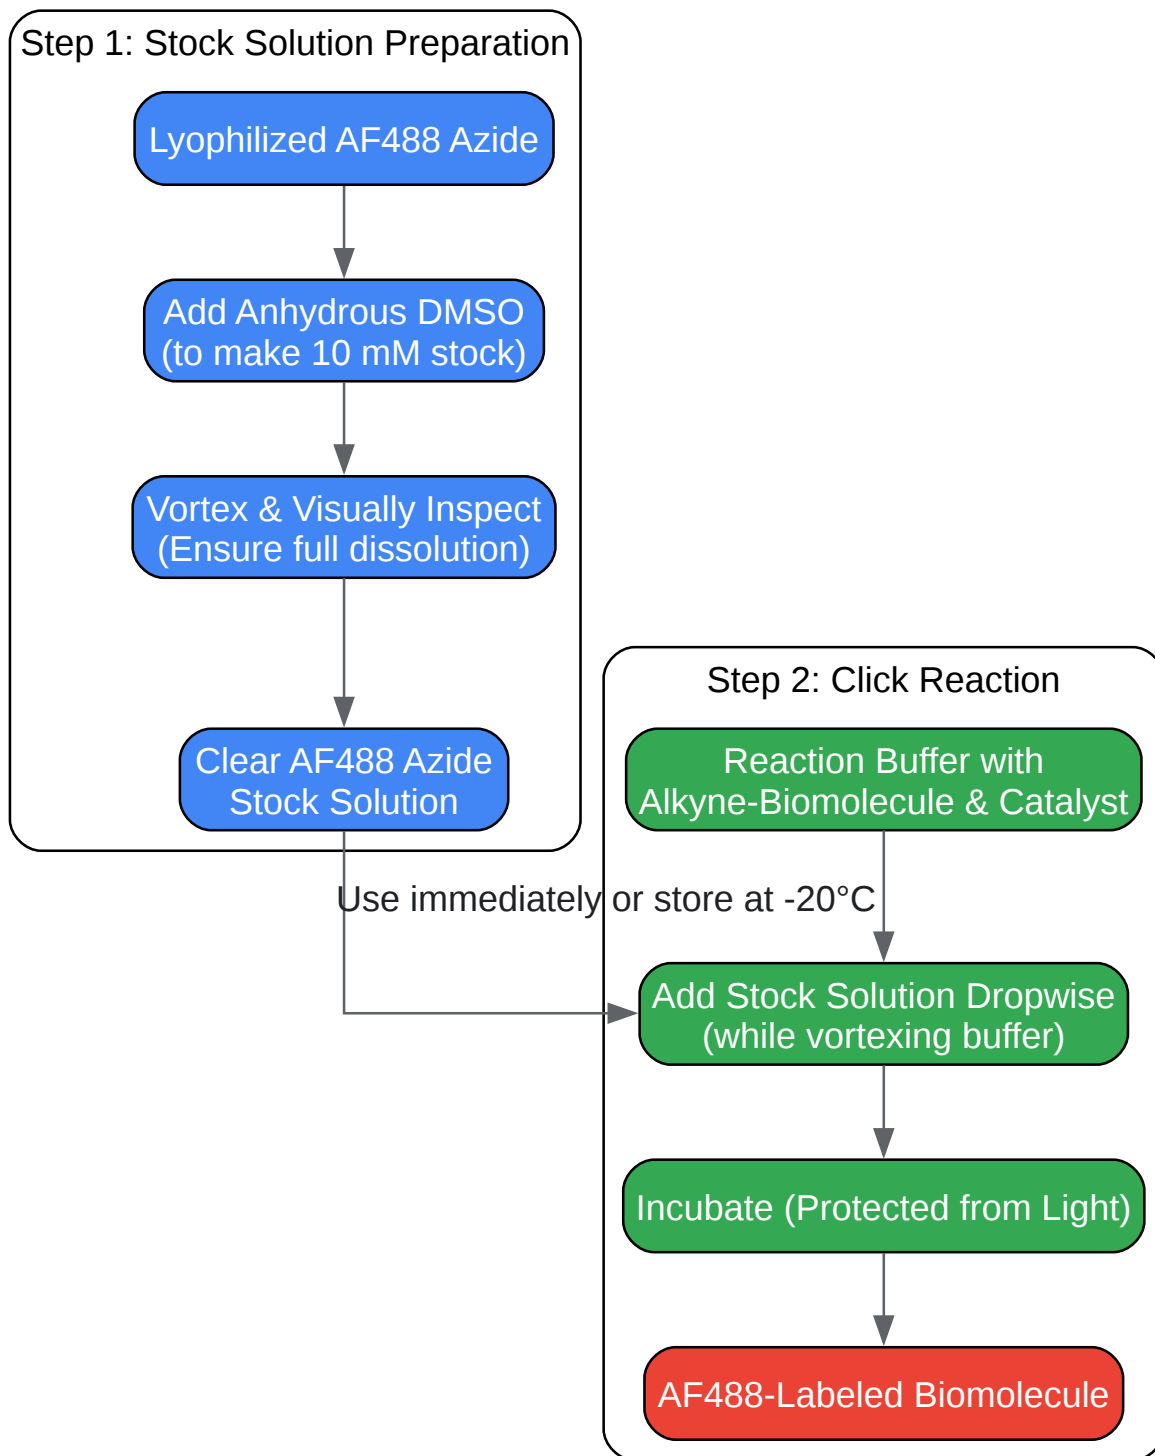 Step 1: Stock Solution Preparation
Lyophilized AF488 Azide
Add Anhydrous DMSO
(to make 10 mM stock)
Vortex & Visually Inspect
(Ensure full dissolution)
Clear AF488 Azide
Stock Solution
Use immediately or store at -20°C
Step 2: Click Reaction
Reaction Buffer with
Alkyne-Biomolecule & Catalyst
Add Stock Solution Dropwise
(while vortexing buffer)
Incubate (Protected from Light)
AF488-Labeled Biomolecule